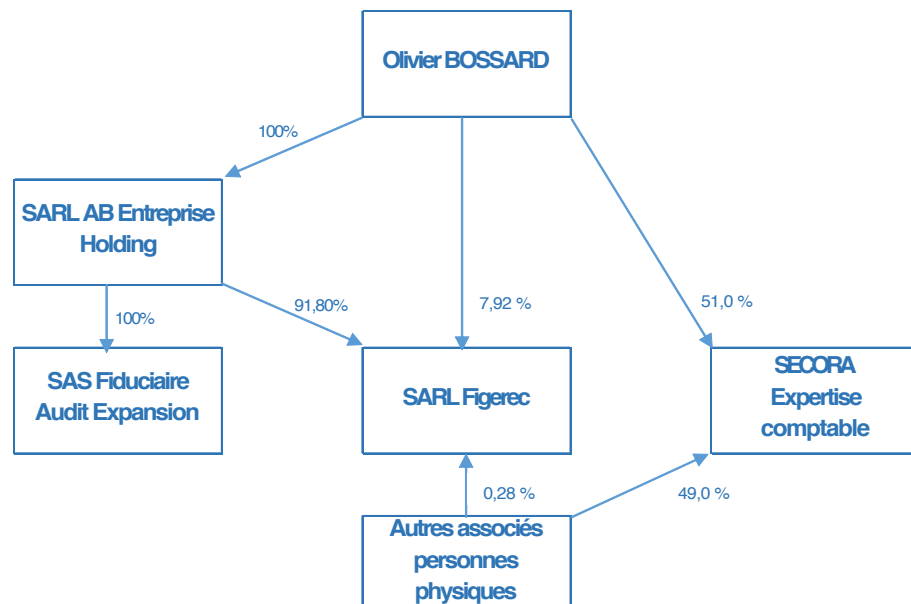 Olivier BOSSARD
100%
SARL AB Entreprise
Holding
91,80%
7,92 %
51,0 %
100%
SAS Fiduciaire
Audit Expansion
SARL Figerec
SECORA
Expertise
comptable
0,28 %
49,0 %
Autres associés
personnes
physiques